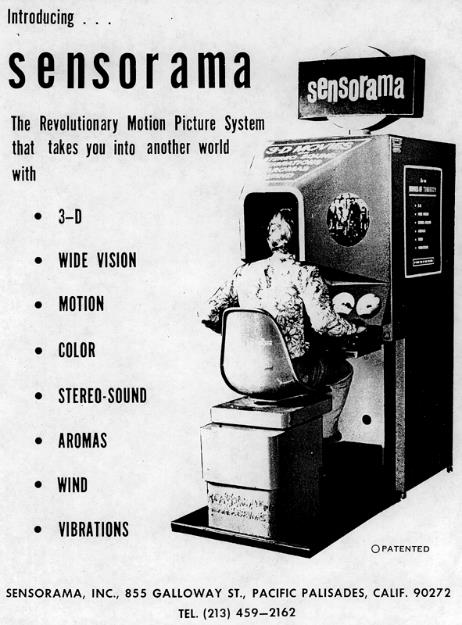 Introducing . . .
sensorama
The Revolutionary Motion Picture System
that takes you into another world
with
• 3–D
• WIDE VISION
• MOTION
• COLOR
• STEREO-SOUND
• AROMAS
• WIND
• VIBRATIONS
sensorama
3-D MOVIES
PATENTED
SENSORAMA, INC., 855 GALLOWAY ST., PACIFIC PALISADES, CALIF. 90272
TEL. (213) 459–2162